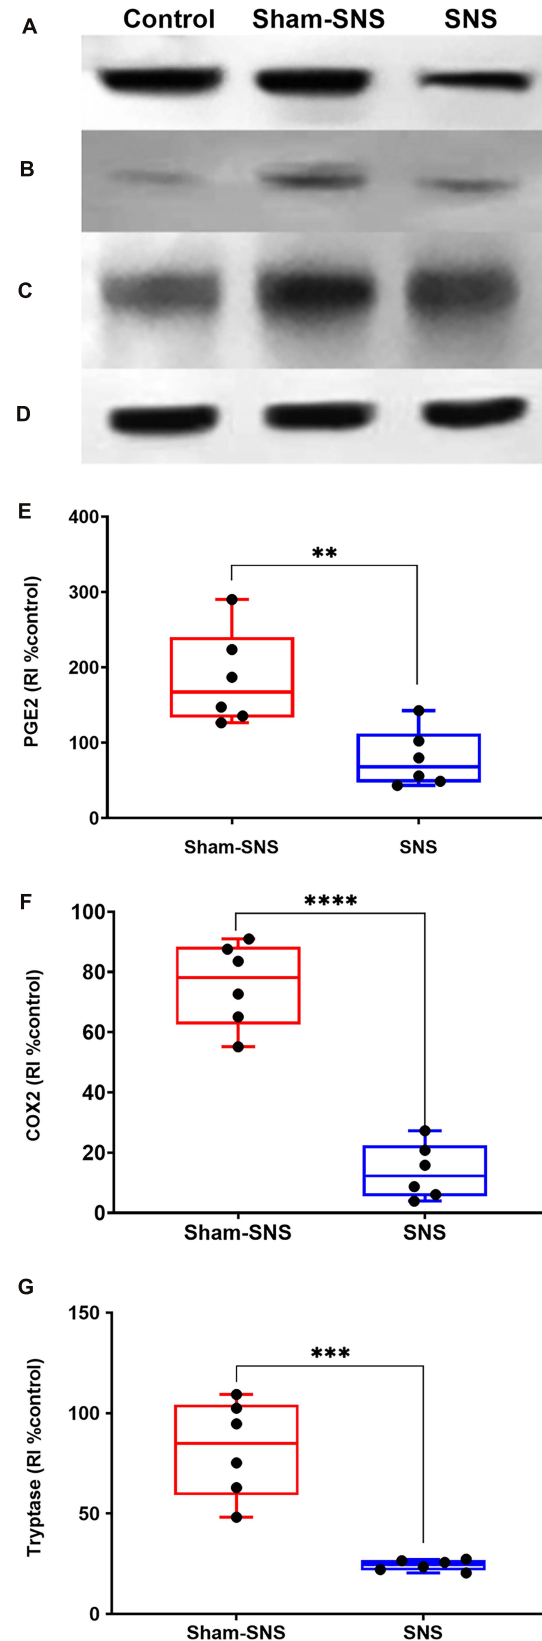 A
Control Sham-SNS SNS
B
C
D
E
PGE2 (RI %control)
400
300
200
100
0
**
Sham-SNS SNS
F
COX2 (RI %control)
100
80
60
40
20
0
****
Sham-SNS SNS
G
Tryptase (RI %control)
150
100
50
0
***
Sham-SNS SNS